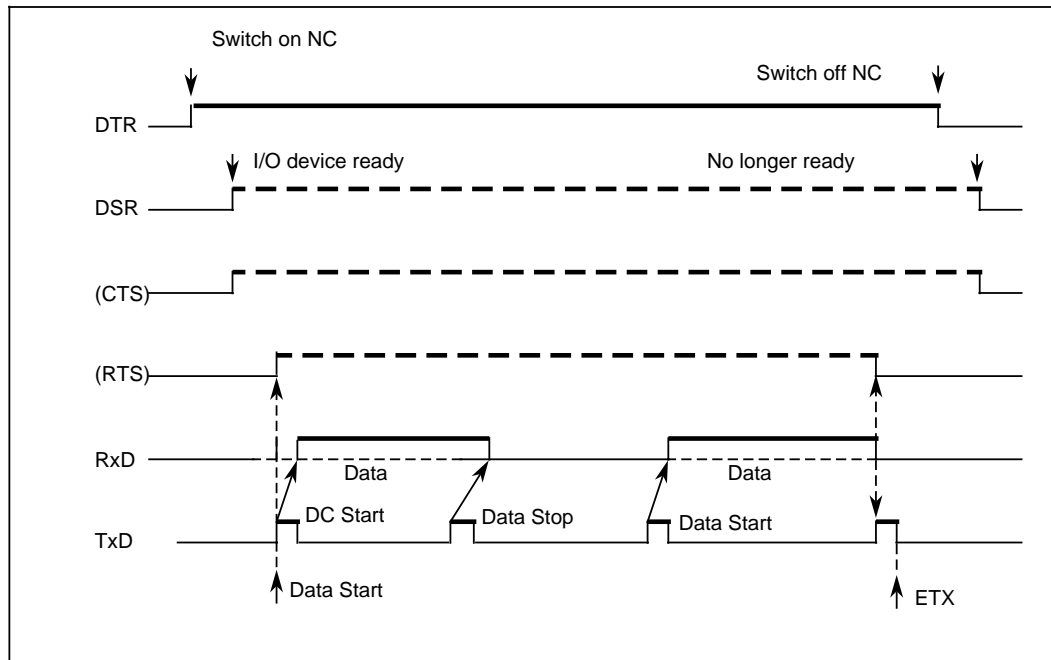 Switch on NC
Switch off NC
DTR
I/O device ready
No longer ready
DSR
(CTS)
(RTS)
RxD
Data
Data
DC Start
Data Stop
Data Start
TxD
Data Start
ETX